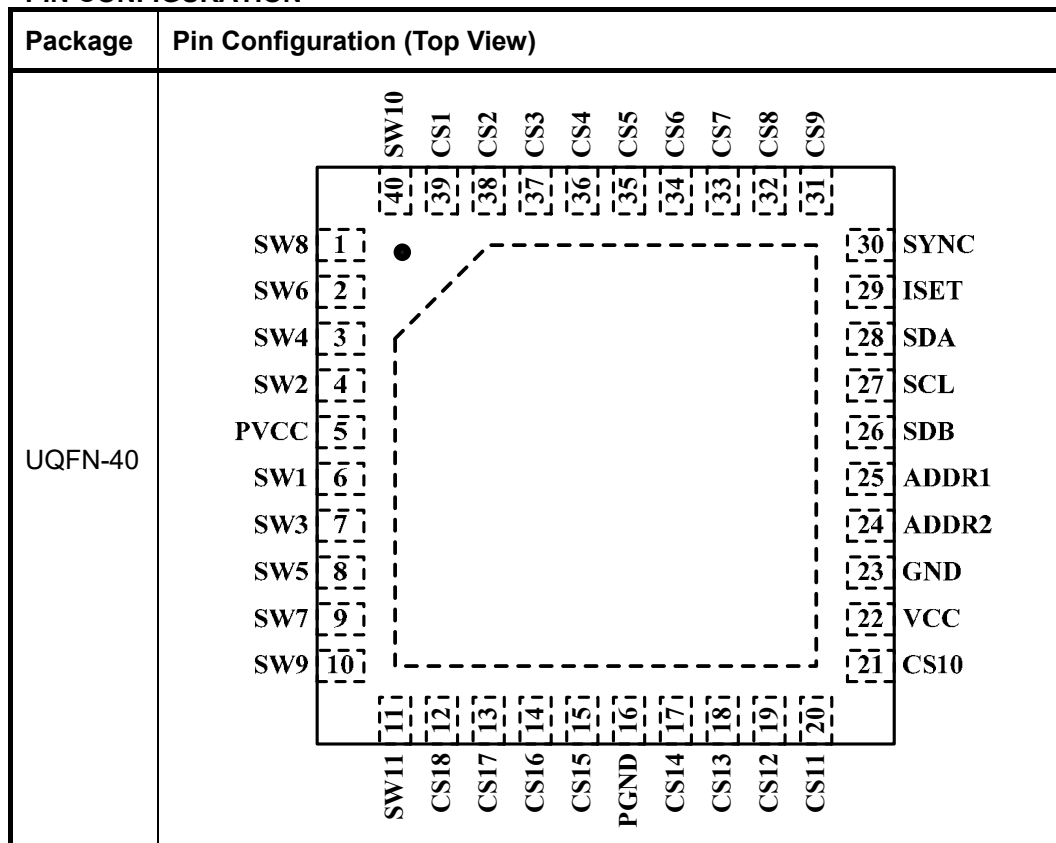 PIN CONFIGURATION
Package Pin Configuration (Top View)
UQFN-40
SW10 CS1 CS2 CS3 CS4 CS5 CS6 CS7 CS8 CS9
40 39 38 37 36 35 34 33 32 31
SW8 1 30 SYNC
SW6 2 29 ISET
SW4 3 28 SDA
SW2 4 27 SCL
PVCC 5 26 SDB
SW1 6 25 ADDR1
SW3 7 24 ADDR2
SW5 8 23 GND
SW7 9 22 VCC
SW9 10 21 CS10
11 12 13 14 15 16 17 18 19 20
SW11 CS18 CS17 CS16 CS15 PGND CS14 CS13 CS12 CS11